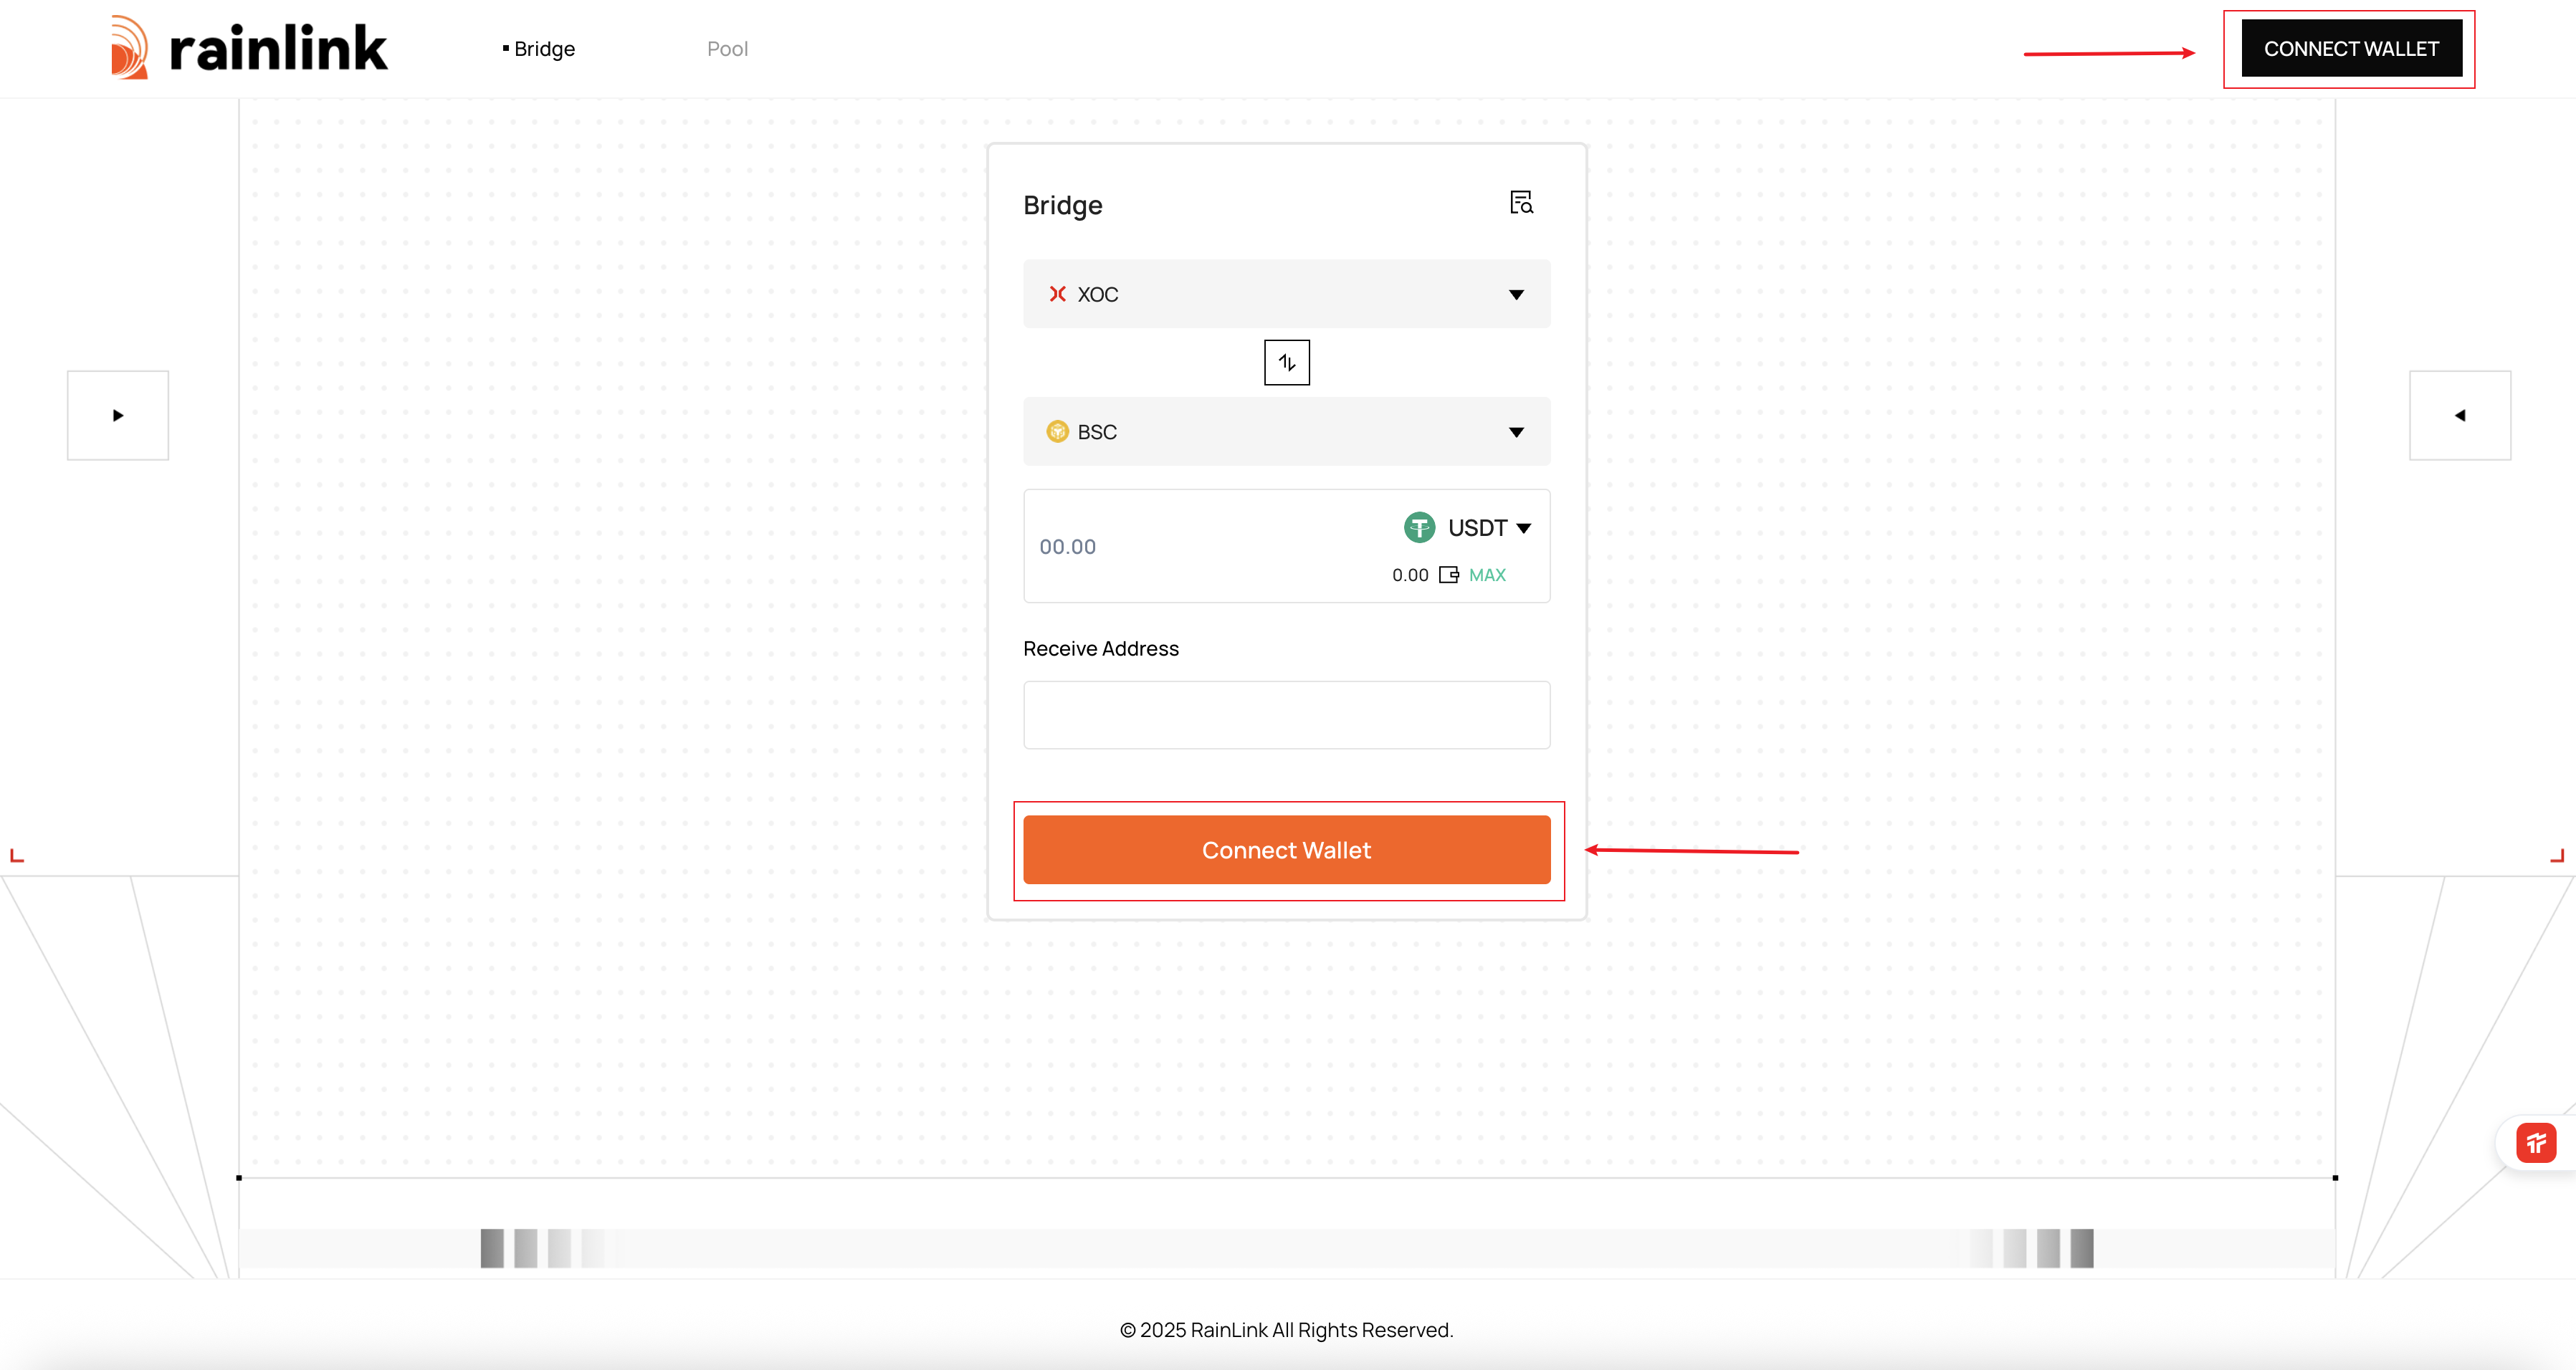 rainlink
Bridge
Pool
CONNECT WALLET
Bridge
XOC
BSC
00.00
USDT
0.00
MAX
Receive Address
Connect Wallet
© 2025 RainLink All Rights Reserved.